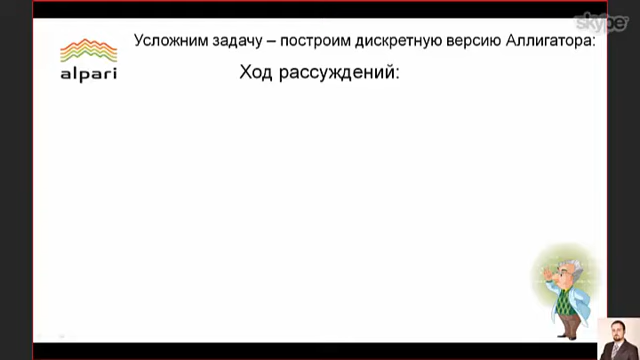 skype
Усложним задачу – построим дискретную версию Аллигатора:
alpari
Ход рассуждений: